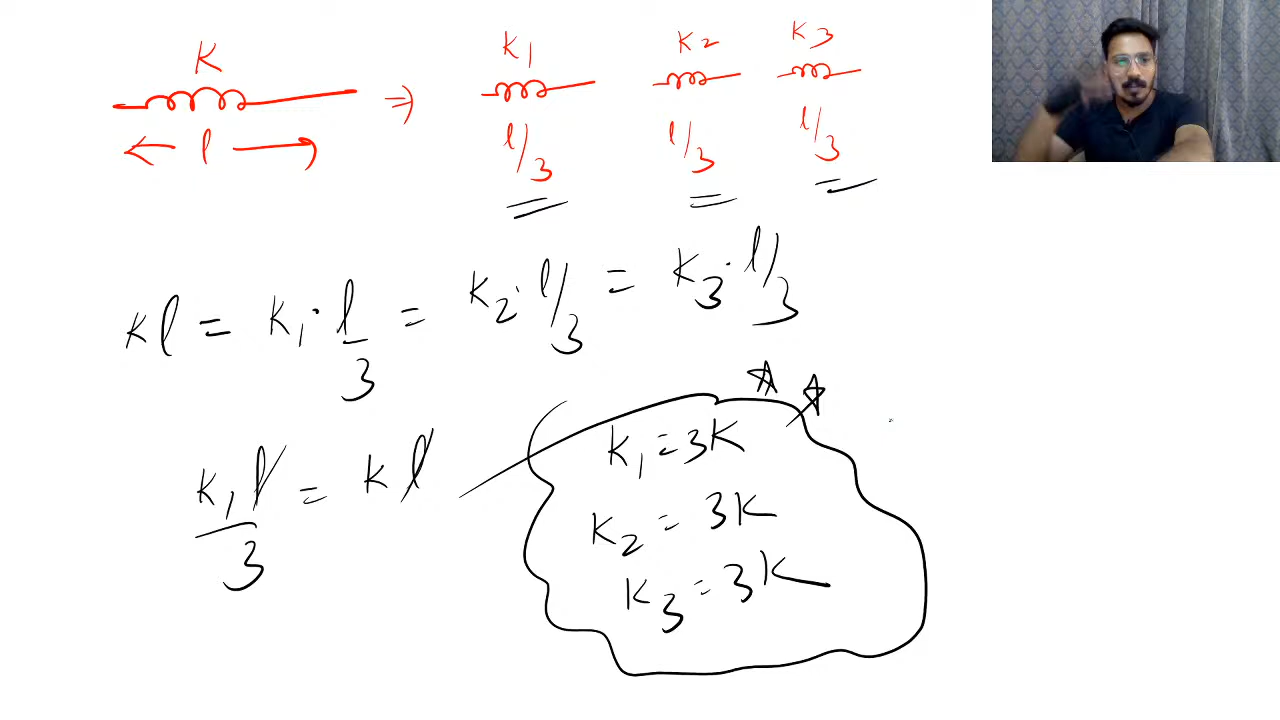 K ⇒ K1 K2 K3
l l/3 l/3 l/3
Kl = K1 · l/3 = K2 · l/3 = K3 · l/3
K1 l/3 = Kl
K1 = 3K
K2 = 3K
K3 = 3K